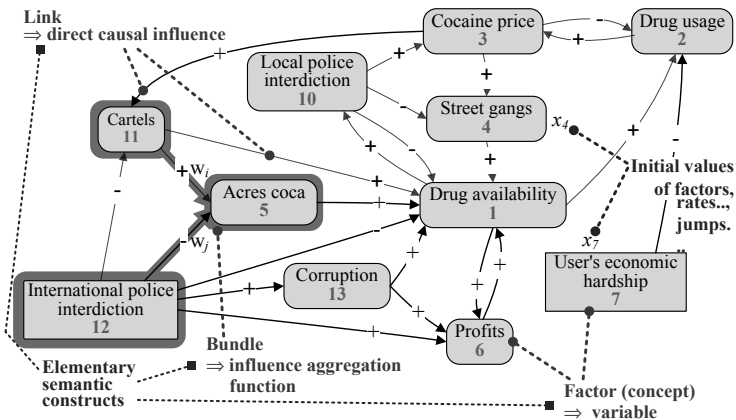 Link
⇒ direct causal influence
Cocaine price
3
Drug usage
2
Local police
interdiction
10
Street gangs
4
x4
Cartels
11
Initial values
of factors,
rates..,
jumps.
..
+wi
Acres coca
5
-wj
Drug availability
1
x7
User's economic
hardship
7
International police
interdiction
12
Corruption
13
Profits
6
Bundle
⇒ influence aggregation
function
Elementary
semantic
constructs
Factor (concept)
⇒ variable
+
-
+
+
+
-
+
-
+
+
+
-
-
+
-
+
+
+
+
+
+
+